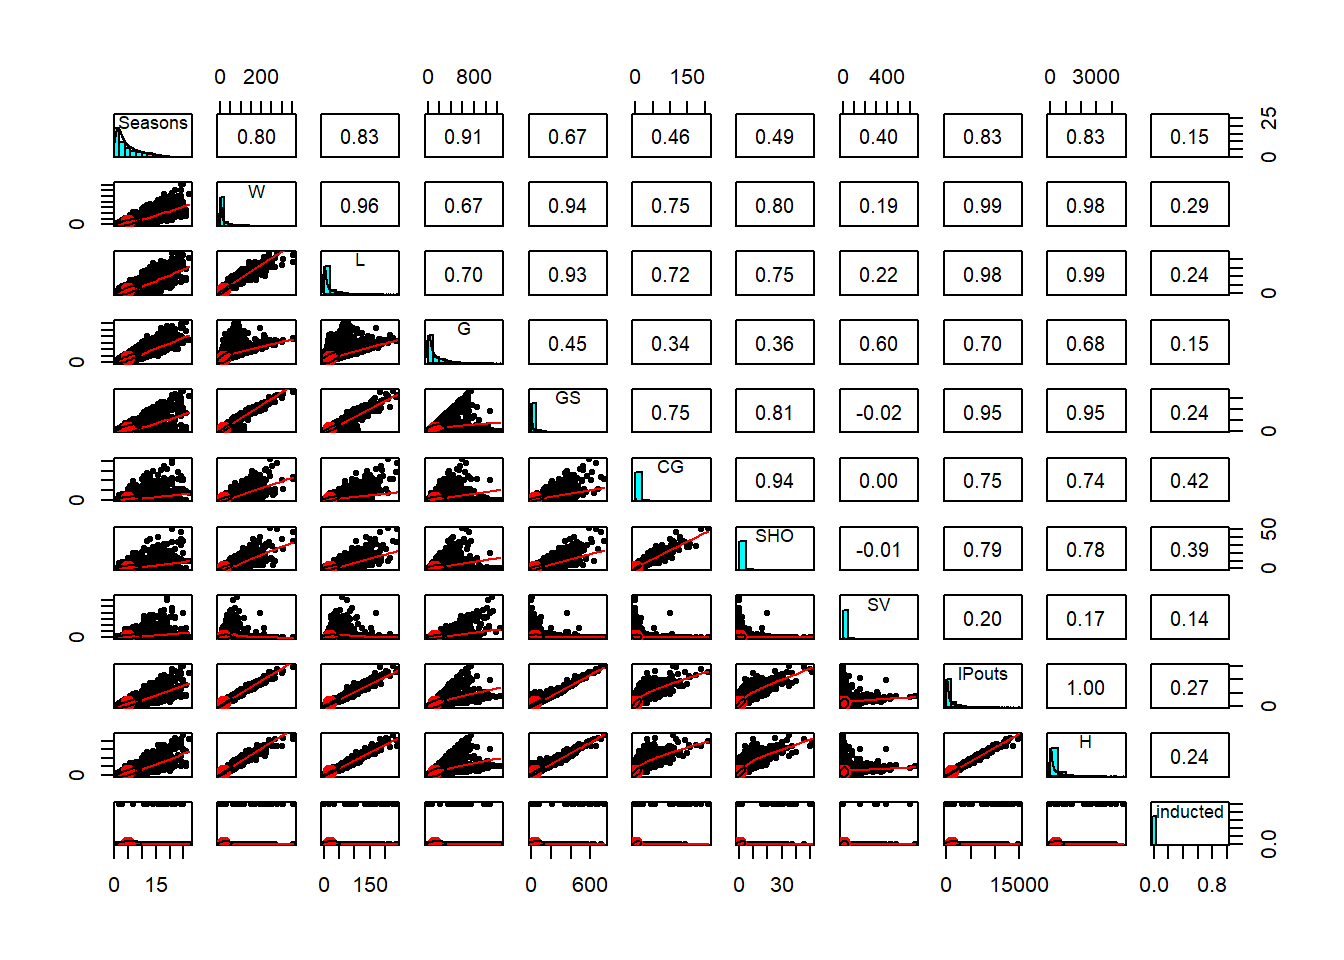 0 200 0 800 0 150 0 400 0 3000
Seasons 0.80 0.83 0.91 0.67 0.46 0.49 0.40 0.83 0.83 0.15 0 25
0 W 0.96 0.67 0.94 0.75 0.80 0.19 0.99 0.98 0.29
L 0.70 0.93 0.72 0.75 0.22 0.98 0.99 0.24 0
0 G 0.45 0.34 0.36 0.60 0.70 0.68 0.15
GS 0.75 0.81 -0.02 0.95 0.95 0.24 0
0 CG 0.94 0.00 0.75 0.74 0.42
SHO -0.01 0.79 0.78 0.39 0 50
0 SV 0.20 0.17 0.14
IPouts 1.00 0.27 0
0 H 0.24
inducted 0.0
0 15 0 150 0 600 0 30 0 15000 0.0 0.8